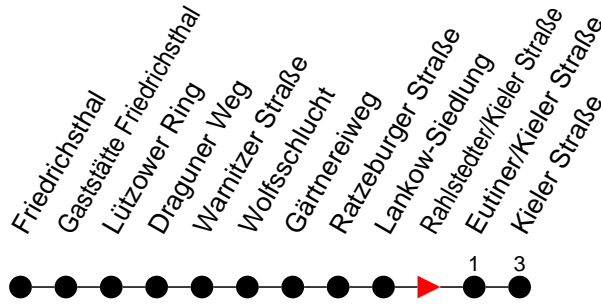 Friedrichsthal
Gaststätte Friedrichsthal
Lützower Ring
Draguner Weg
Warnitzer Straße
Wolfsschlucht
Gärtnereiweg
Ratzeburger Straße
Lankow-Siedlung
Rahlstedter/Kieler Straße
Eutiner/Kieler Straße
Kieler Straße
1 3